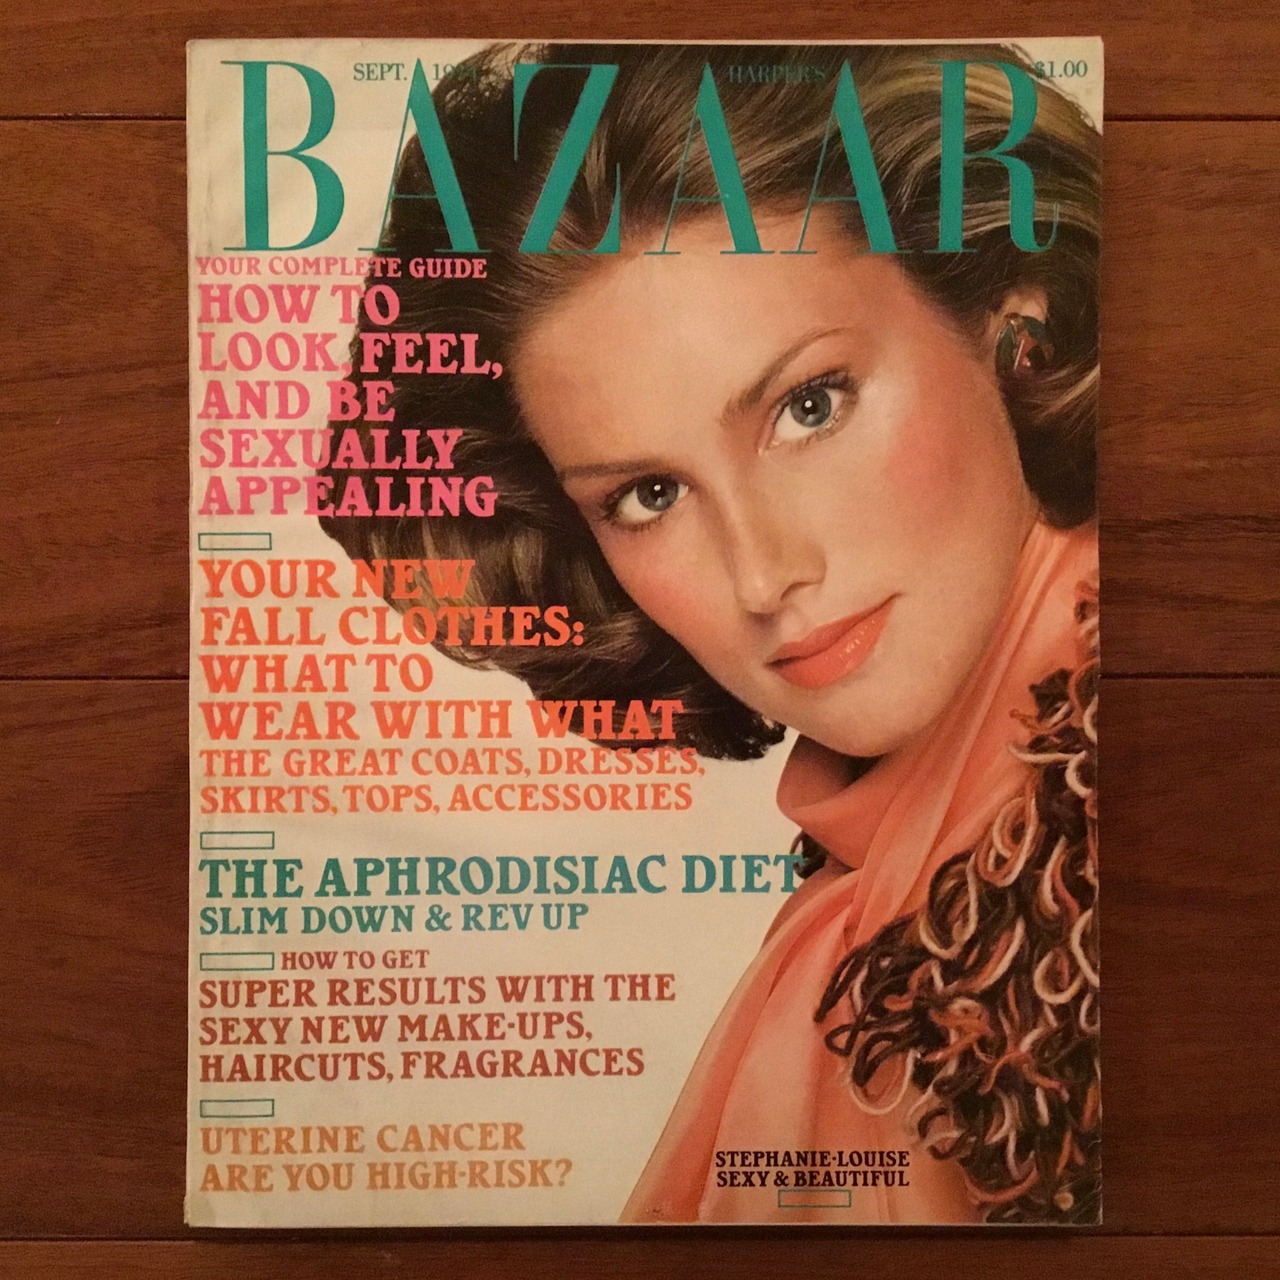 SEPT.
HARPER'S
$1.00
BAZAAR
YOUR COMPLETE GUIDE
HOW TO
LOOK, FEEL,
AND BE
SEXUALLY
APPEALING
YOUR NEW
FALL CLOTHES:
WHAT TO
WEAR WITH WHAT
THE GREAT COATS, DRESSES,
SKIRTS, TOPS, ACCESSORIES
THE APHRODISIAC DIET
SLIM DOWN & REV UP
HOW TO GET
SUPER RESULTS WITH THE
SEXY NEW MAKE-UPS,
HAIRCUTS, FRAGRANCES
UTERINE CANCER
ARE YOU HIGH-RISK?
STEPHANIE-LOUISE
SEXY & BEAUTIFUL